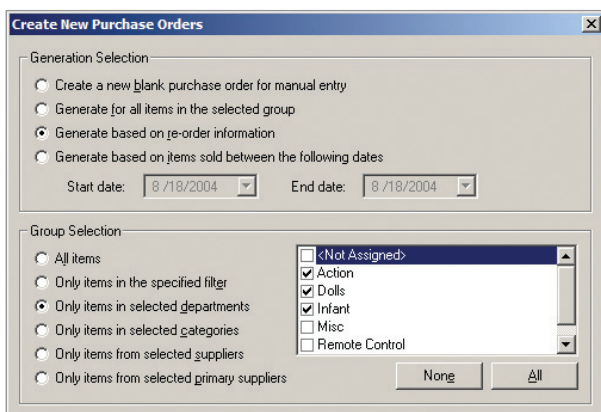 Create New Purchase Orders
Generation Selection
Create a new blank purchase order for manual entry
Generate for all items in the selected group
Generate based on re-order information
Generate based on items sold between the following dates
Start date: 8 /18/2004 End date: 8 /18/2004
Group Selection
All items
Only items in the specified filter
Only items in selected departments
Only items in selected categories
Only items from selected suppliers
Only items from selected primary suppliers
<Not Assigned>
Action
Dolls
Infant
Misc
Remote Control
None All